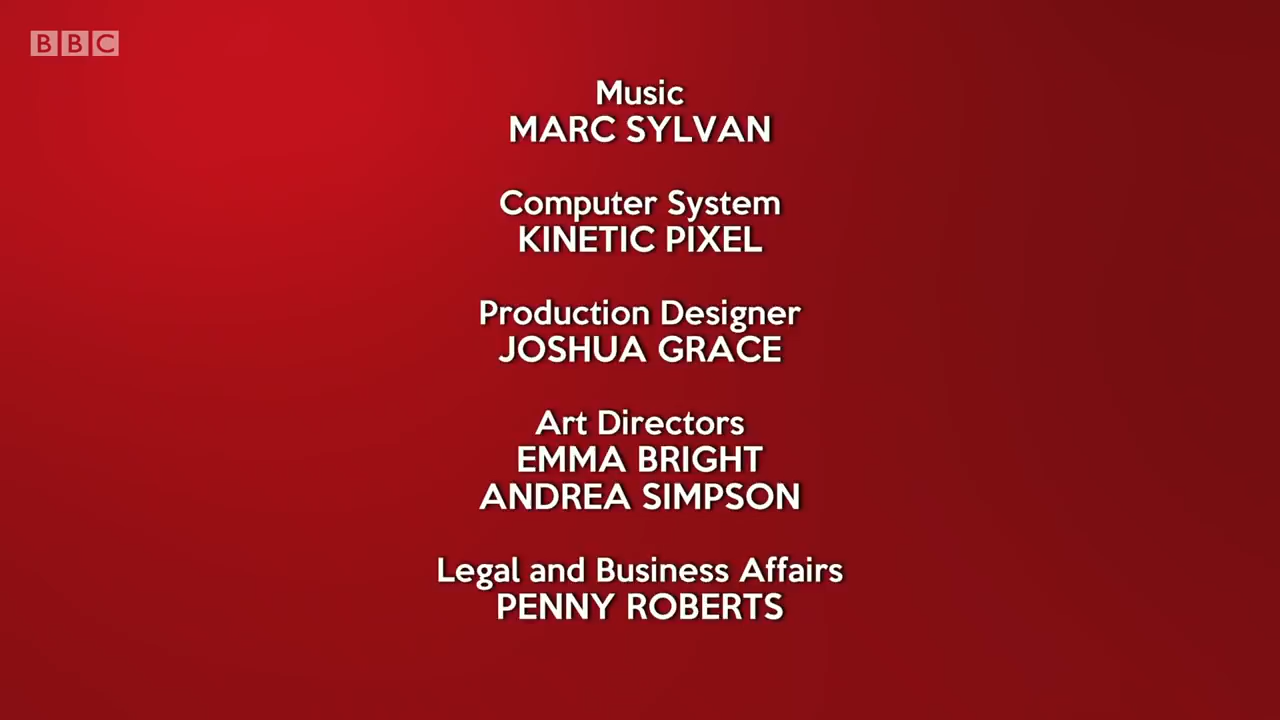 BBC
Music
MARC SYLVAN
Computer System
KINETIC PIXEL
Production Designer
JOSHUA GRACE
Art Directors
EMMA BRIGHT
ANDREA SIMPSON
Legal and Business Affairs
PENNY ROBERTS